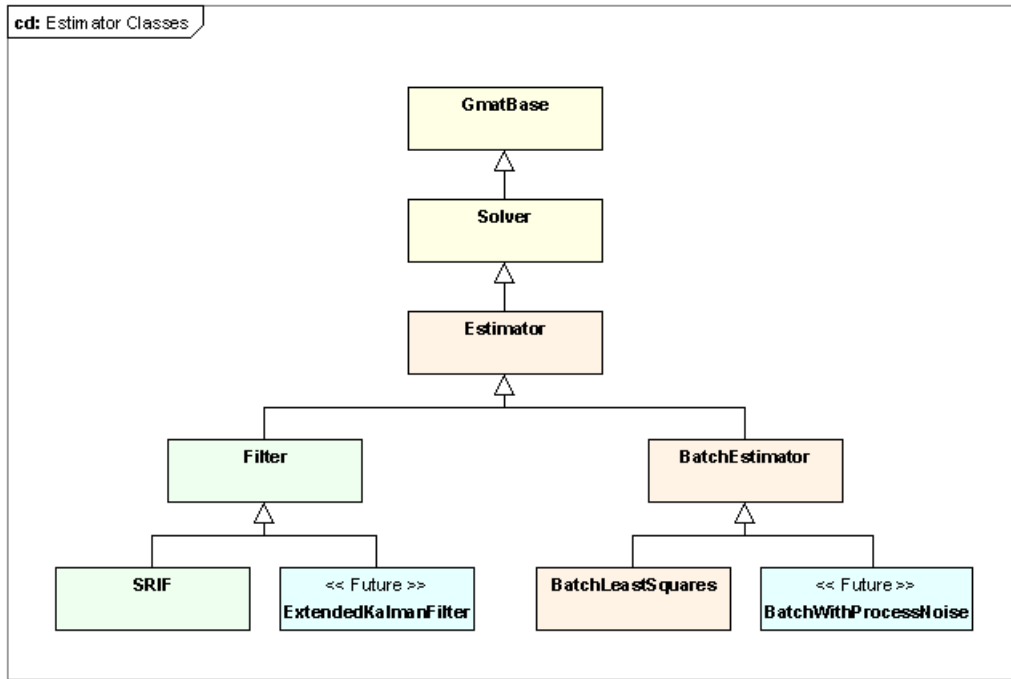 cd: Estimator Classes
GmatBase
Solver
Estimator
Filter
BatchEstimator
SRIF
<< Future >>
ExtendedKalmanFilter
BatchLeastSquares
<< Future >>
BatchWithProcessNoise